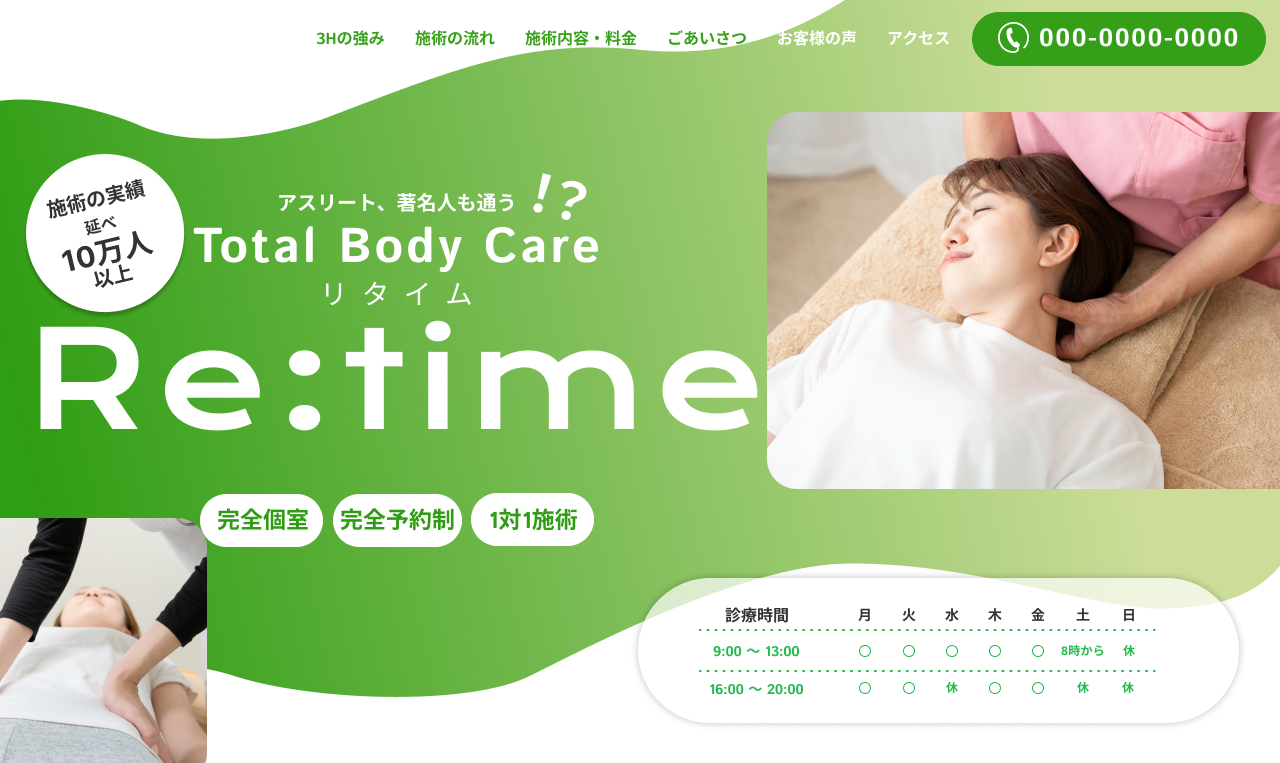 3Hの強み 施術の流れ 施術内容・料金 ごあいさつ お客様の声 アクセス 000-0000-0000
施術の実績
延べ
10万人
以上
アスリート、著名人も通う !?
Total Body Care
リタイム
Re:time
完全個室 完全予約制 1対1施術
診療時間 月 火 水 木 金 土 日
9:00 〜 13:00 〇 〇 〇 〇 〇 8時から 休
16:00 〜 20:00 〇 〇 休 〇 〇 休 休